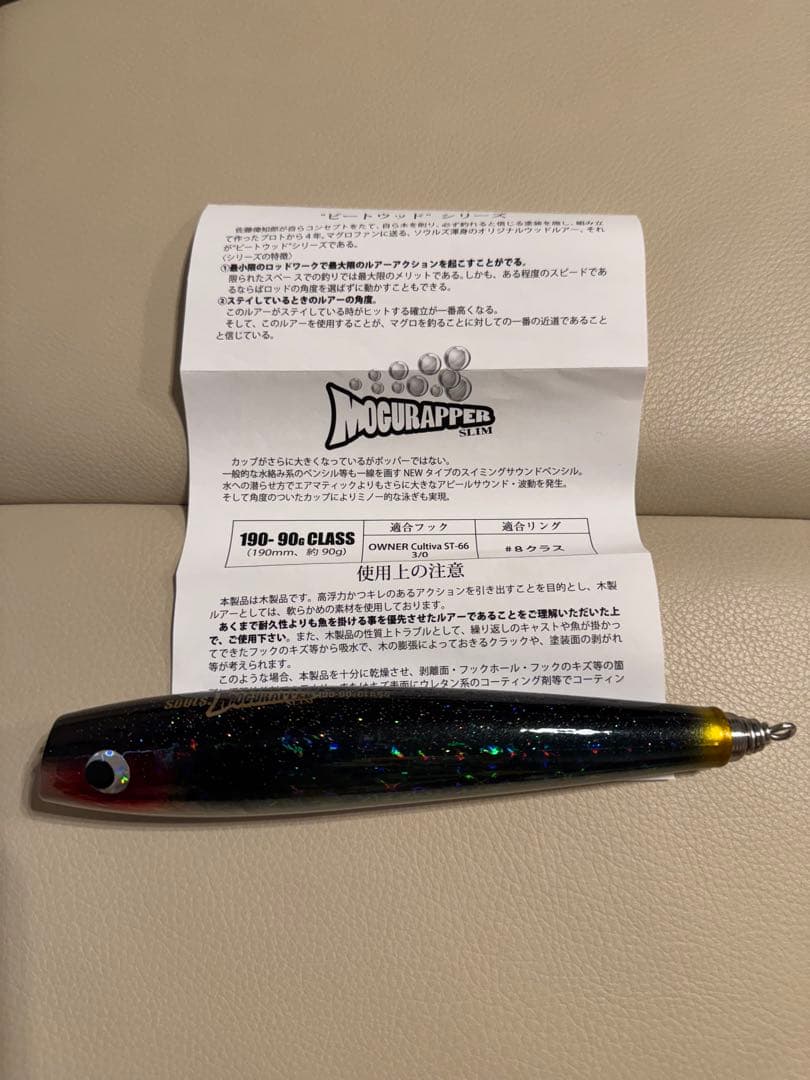 "ビートウッド" シリーズ
佐藤偉知郎が自らコンセプトをたて、自ら木を削り、必ず釣れると信じる塗装を施し、組み立
て作ったプロトから4年。マグロファンに送る、ソウルズ渾身のオリジナルウッドルアー。それ
が"ビートウッド"シリーズである。
〈シリーズの特徴〉
①最小限のロッドワークで最大限のルアーアクションを起こすことがでる。
限られたスペースでの釣りでは最大限のメリットである。しかも、ある程度のスピードであ
るならばロッドの角度を選ばずに動かすこともできる。
②ステイしているときのルアーの角度。
このルアーがステイしている時がヒットする確立が一番高くなる。
そして、このルアーを使用することが、マグロを釣ることに対しての一番の近道であること
と信じている。
MOGURAPPER
SLIM
カップがさらに大きくなっているがポッパーではない。
一般的な水絡み系のペンシル等も一線を画す NEW タイプのスイミングサウンドペンシル。
水への潜らせ方でエアマティックよりもさらに大きなアピールサウンド・波動を発生。
そして角度のついたカップによりミノー的な泳ぎも実現。
190- 90G CLASS 適合フック 適合リング
(190mm、約 90g) OWNER Cultiva ST-66 3/0 #8クラス
使用上の注意
本製品は木製品です。高浮力かつキレのあるアクションを引き出すことを目的とし、木製
ルアーとしては、軟らかめの素材を使用しております。
あくまで耐久性よりも魚を掛ける事を優先させたルアーであることをご理解いただいた上
で、ご使用下さい。また、木製品の性質上トラブルとして、繰り返しのキャストや魚が掛かっ
てできたフックのキズ等から吸水で、木の膨張によっておきるクラックや、塗装面の剥がれ
等が考えられます。
このような場合、本製品を十分に乾燥させ、剥離面・フックホール・フックのキズ等の箇
キズ表面にウレタン系のコーティング剤等でコーティン
SOULS MOGURAPPER 190-90G CLASS